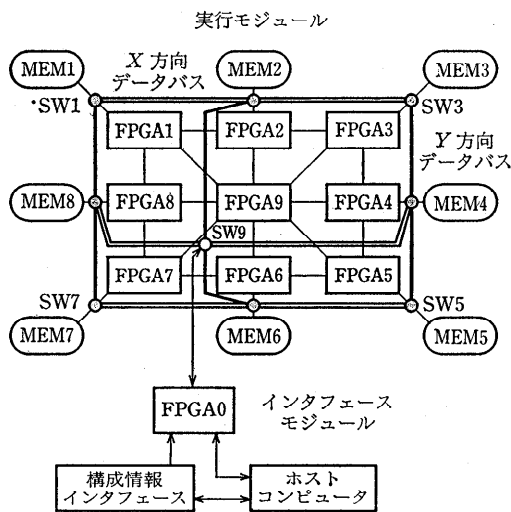 実行モジュール
MEM1
X 方向
データバス
MEM2
MEM3
SW1
SW3
FPGA1
FPGA2
FPGA3
Y 方向
データバス
MEM8
FPGA8
FPGA9
FPGA4
MEM4
SW9
FPGA7
FPGA6
FPGA5
SW7
SW5
MEM7
MEM6
MEM5
FPGA0
インタフェース
モジュール
構成情報
インタフェース
ホスト
コンピュータ